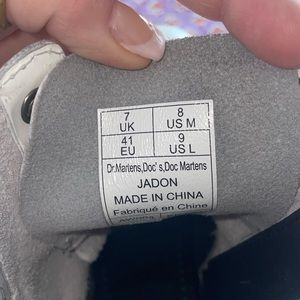 7 8
UK US M
41 9
EU US L
Dr.Martens,Doc's,Doc Martens
JADON
MADE IN CHINA
Fabriqué en Chine